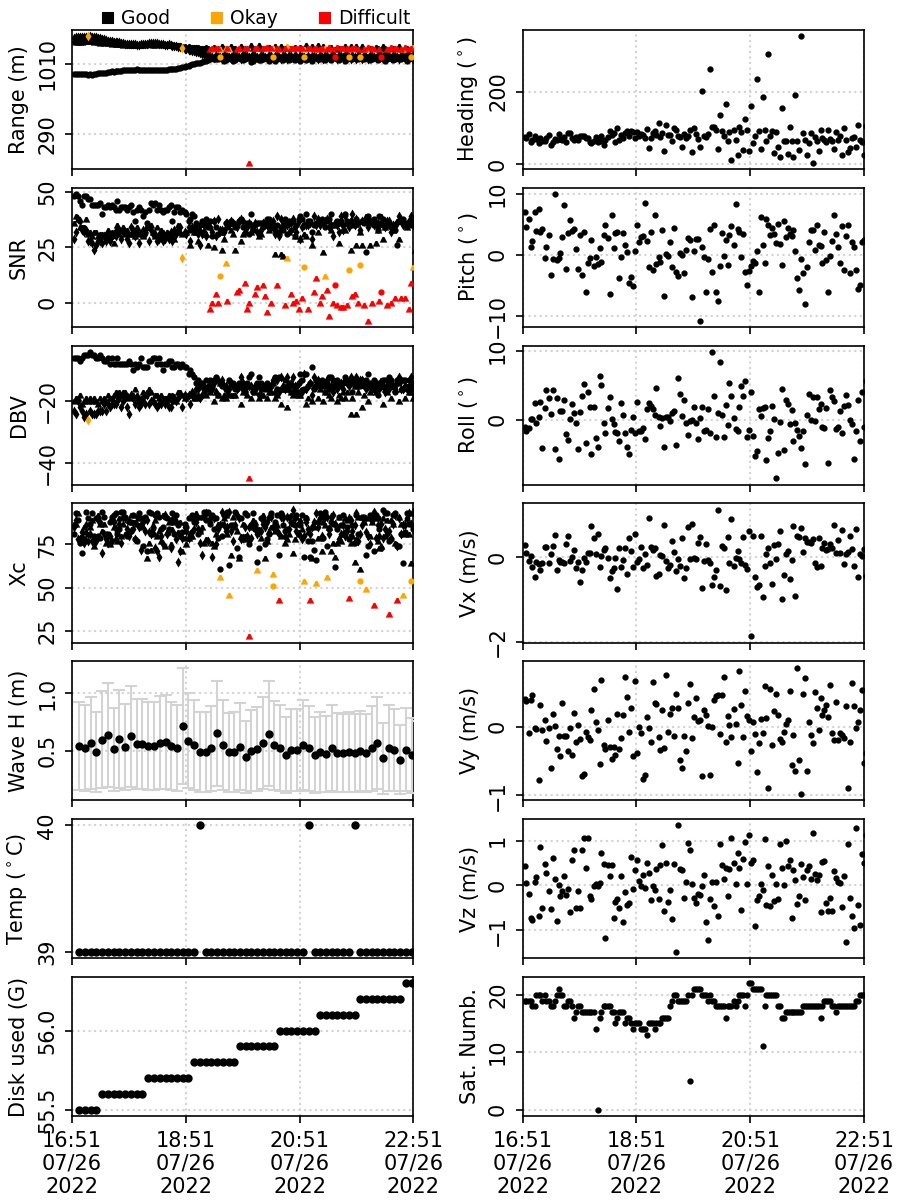 Good Okay Difficult
Range (m)
1010
290
Heading (°)
200
0
SNR
50
25
0
Pitch (°)
10
0
−10
DBV
−20
−40
Roll (°)
10
0
Xc
75
50
25
Vx (m/s)
0
−2
Wave H (m)
1.0
0.5
Vy (m/s)
0
−1
Temp (°C)
40
39
Vz (m/s)
1
0
−1
Disk used (G)
56.0
55.5
Sat. Numb.
20
10
0
16:51 18:51 20:51 22:51
07/26 07/26 07/26 07/26
2022 2022 2022 2022
16:51 18:51 20:51 22:51
07/26 07/26 07/26 07/26
2022 2022 2022 2022